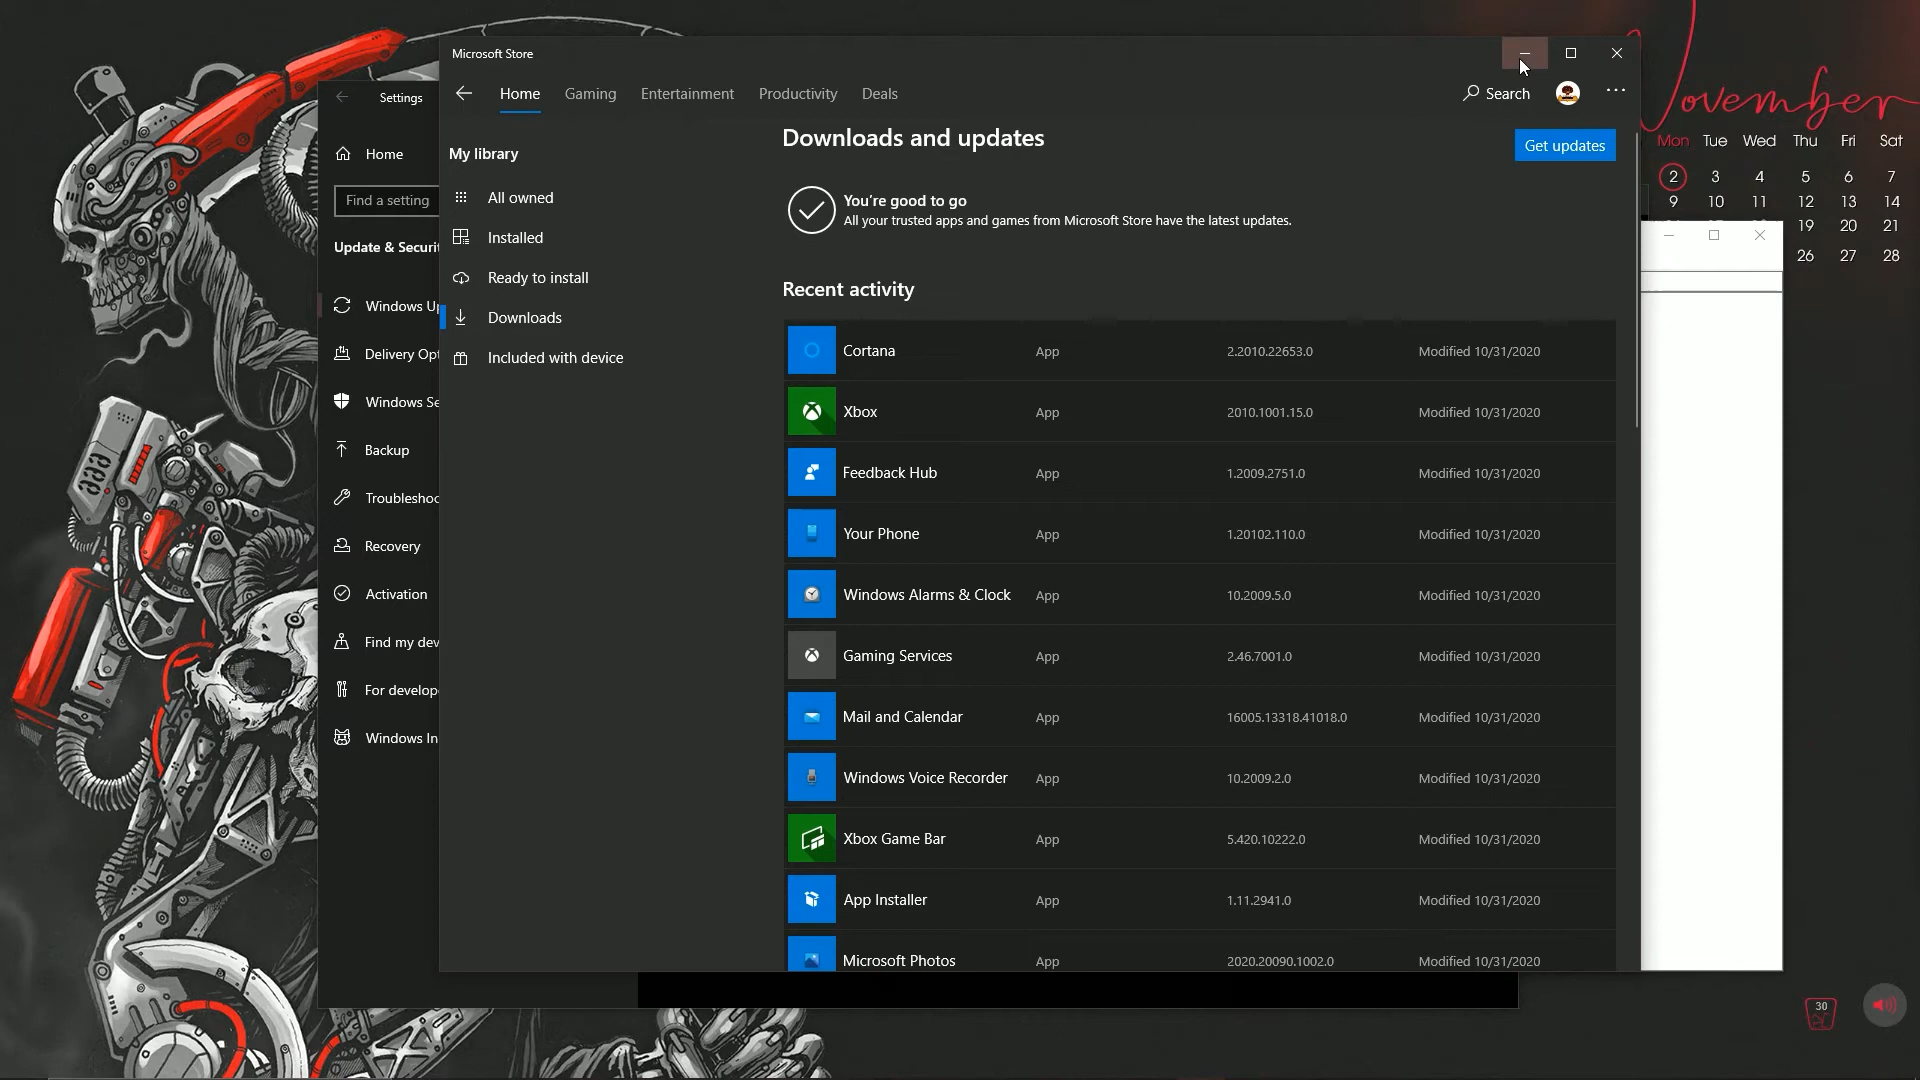 Microsoft Store
Home Gaming Entertainment Productivity Deals
Search
My library
All owned
Installed
Ready to install
Downloads
Included with device
Downloads and updates
Get updates
You're good to go
All your trusted apps and games from Microsoft Store have the latest updates.
Recent activity
Cortana App 2.2010.22653.0 Modified 10/31/2020
Xbox App 2010.1001.15.0 Modified 10/31/2020
Feedback Hub App 1.2009.2751.0 Modified 10/31/2020
Your Phone App 1.20102.110.0 Modified 10/31/2020
Windows Alarms & Clock App 10.2009.5.0 Modified 10/31/2020
Gaming Services App 2.46.7001.0 Modified 10/31/2020
Mail and Calendar App 16005.13318.41018.0 Modified 10/31/2020
Windows Voice Recorder App 10.2009.2.0 Modified 10/31/2020
Xbox Game Bar App 5.420.10222.0 Modified 10/31/2020
App Installer App 1.11.2941.0 Modified 10/31/2020
Microsoft Photos App 2020.20090.1002.0 Modified 10/31/2020
Settings
Home
Find a setting
Update & Securit
Windows Up
Delivery Opt
Windows Se
Backup
Troubleshoo
Recovery
Activation
Find my dev
For develop
Windows In
November
Mon Tue Wed Thu Fri Sat
2 3 4 5 6 7
9 10 11 12 13 14
19 20 21
26 27 28
30
000